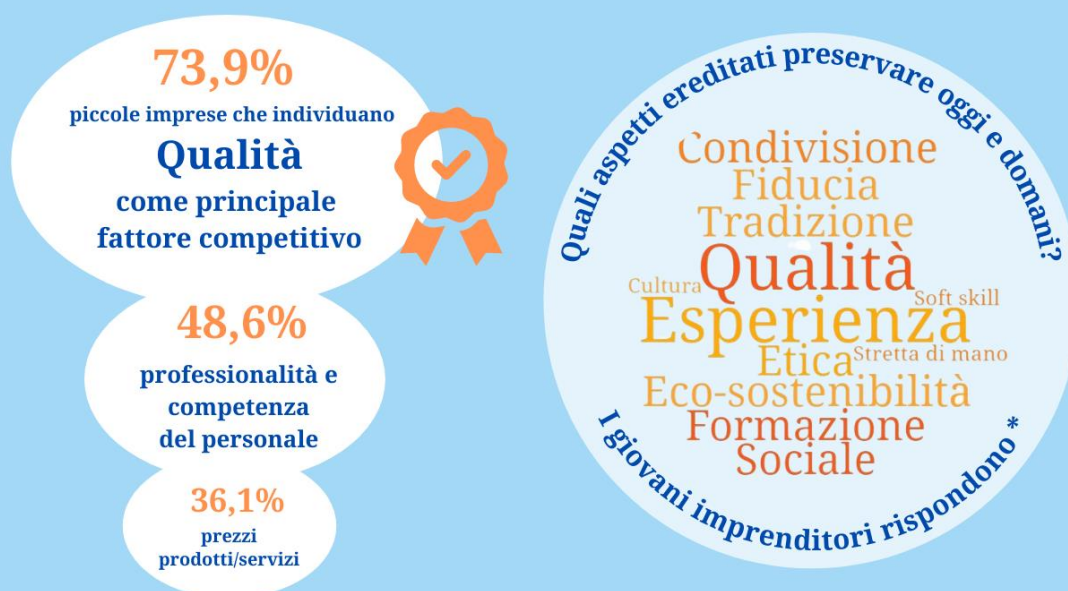 73,9%
piccole imprese che individuano
Qualità
come principale
fattore competitivo
48,6%
professionalità e
competenza
del personale
36,1%
prezzi
prodotti/servizi
Quali aspetti ereditati preservare oggi e domani?
Condivisione
Fiducia
Tradizione
Qualità
Cultura
Soft skill
Esperienza
Etica
Stretta di mano
Eco-sostenibilità
Formazione
Sociale
I giovani imprenditori rispondono *